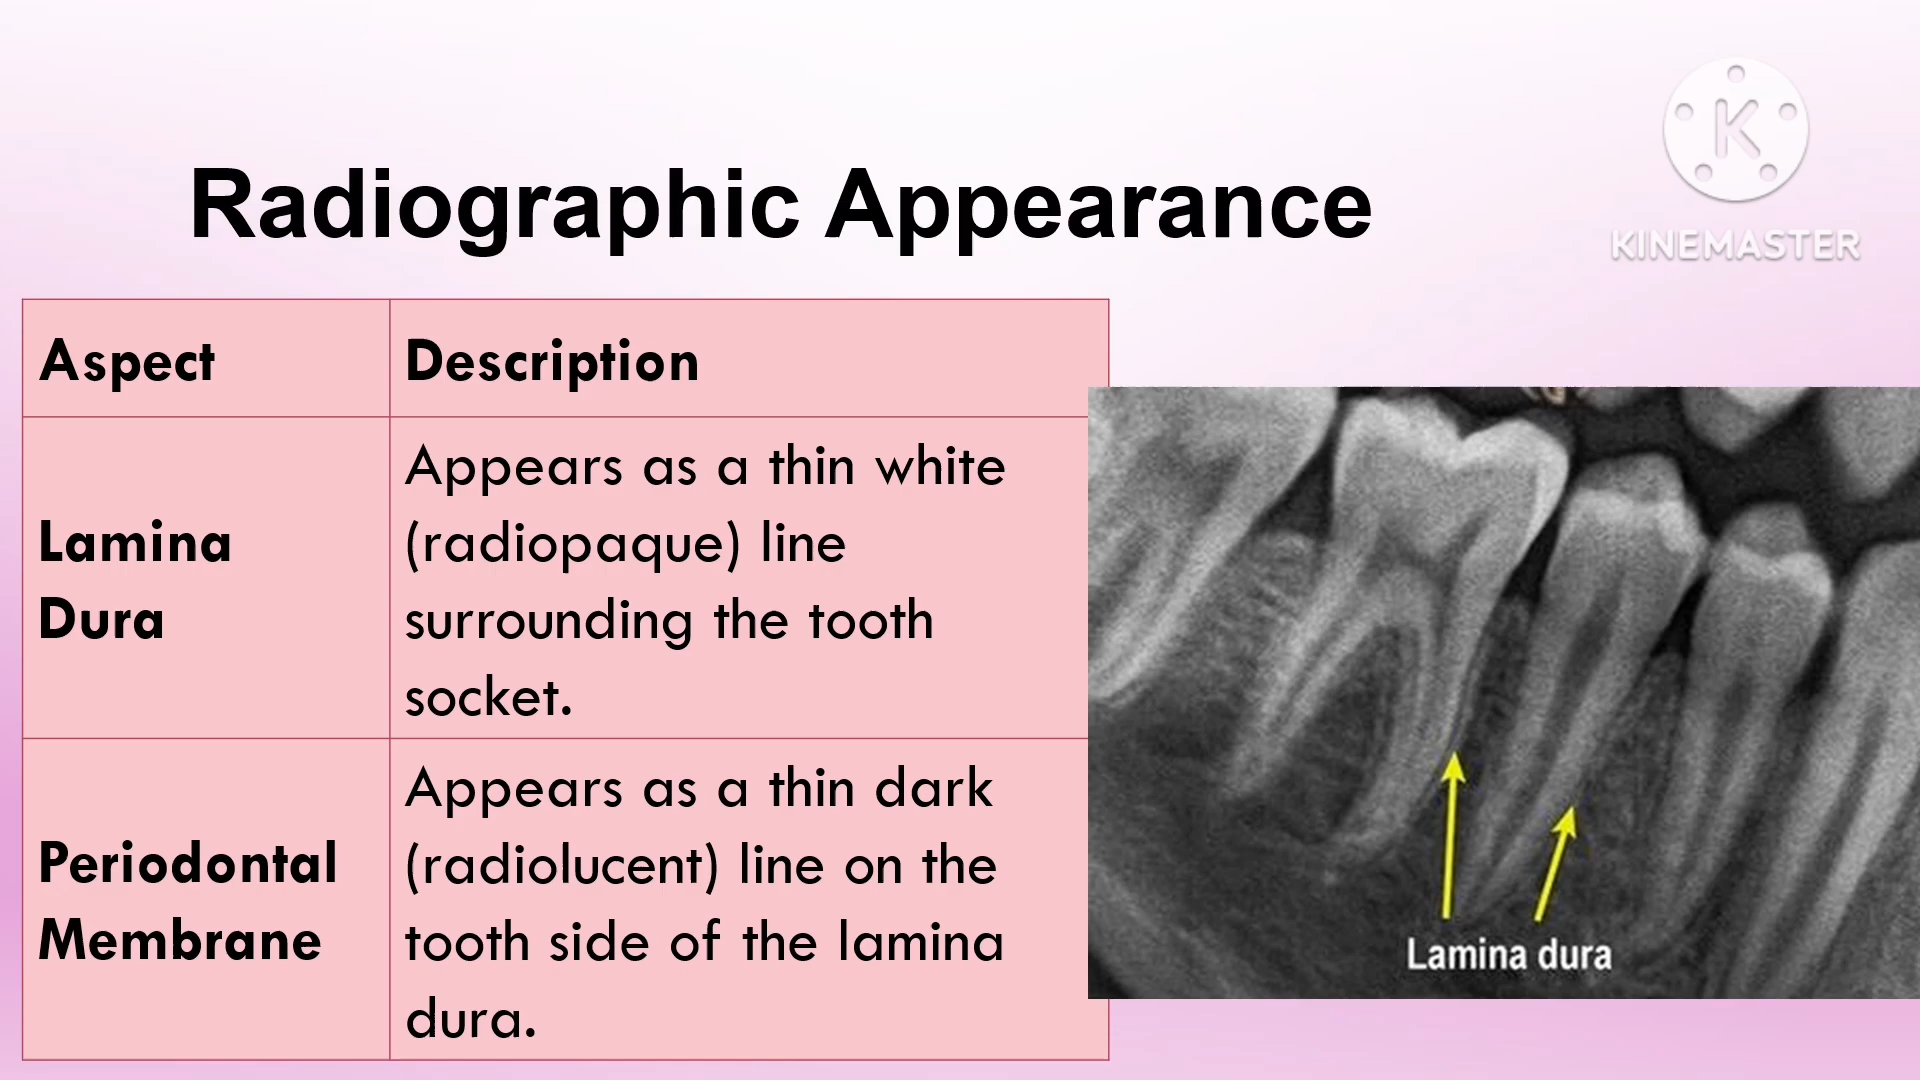 Radiographic Appearance
K
KINEMASTER
Aspect
Description
Lamina
Dura
Appears as a thin white
(radiopaque) line
surrounding the tooth
socket.
Periodontal
Membrane
Appears as a thin dark
(radiolucent) line on the
tooth side of the lamina
dura.
Lamina dura